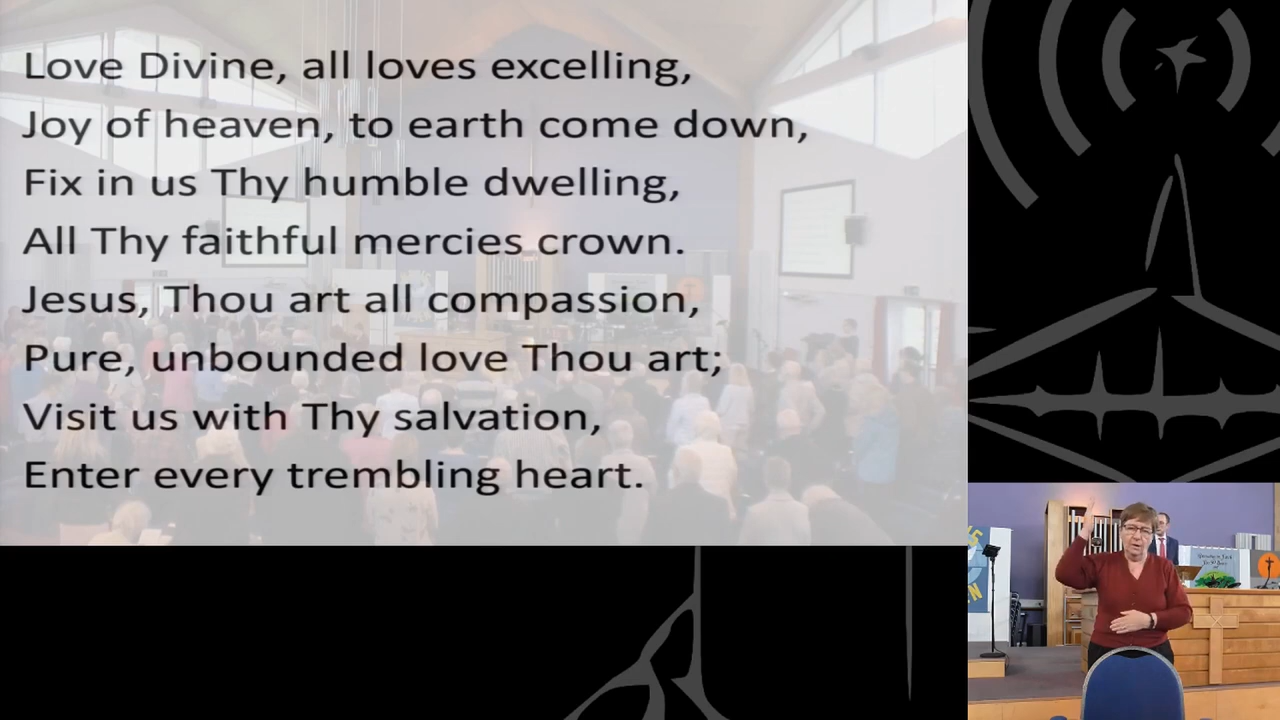 Love Divine, all loves excelling,
Joy of heaven, to earth come down,
Fix in us Thy humble dwelling,
All Thy faithful mercies crown.
Jesus, Thou art all compassion,
Pure, unbounded love Thou art;
Visit us with Thy salvation,
Enter every trembling heart.